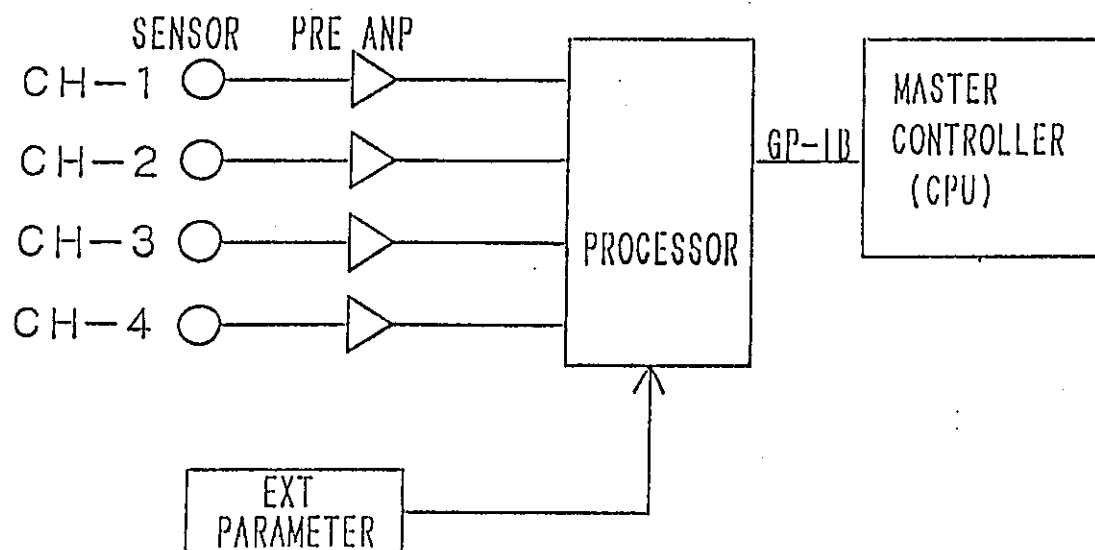 SENSOR PRE ANP
CH-1
CH-2
CH-3
CH-4
PROCESSOR
GP-IB
MASTER
CONTROLLER
(CPU)
EXT
PARAMETER